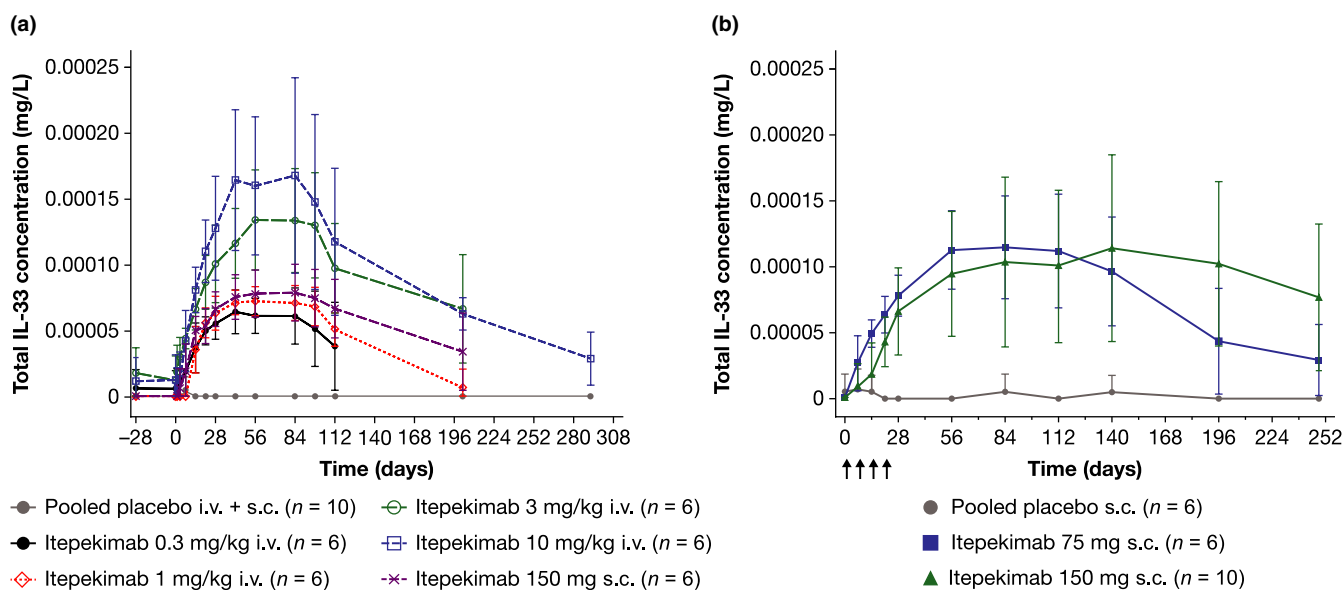 (a)
Total IL-33 concentration (mg/L)
0.00025
0.00020
0.00015
0.00010
0.00005
0
−28 0 28 56 84 112 140 168 196 224 252 280 308
Time (days)
Pooled placebo i.v. + s.c. (n = 10)
Itepekimab 0.3 mg/kg i.v. (n = 6)
Itepekimab 1 mg/kg i.v. (n = 6)
Itepekimab 3 mg/kg i.v. (n = 6)
Itepekimab 10 mg/kg i.v. (n = 6)
Itepekimab 150 mg s.c. (n = 6)
(b)
Total IL-33 concentration (mg/L)
0.00025
0.00020
0.00015
0.00010
0.00005
0
0 28 56 84 112 140 168 196 224 252
Time (days)
Pooled placebo s.c. (n = 6)
Itepekimab 75 mg s.c. (n = 6)
Itepekimab 150 mg s.c. (n = 10)